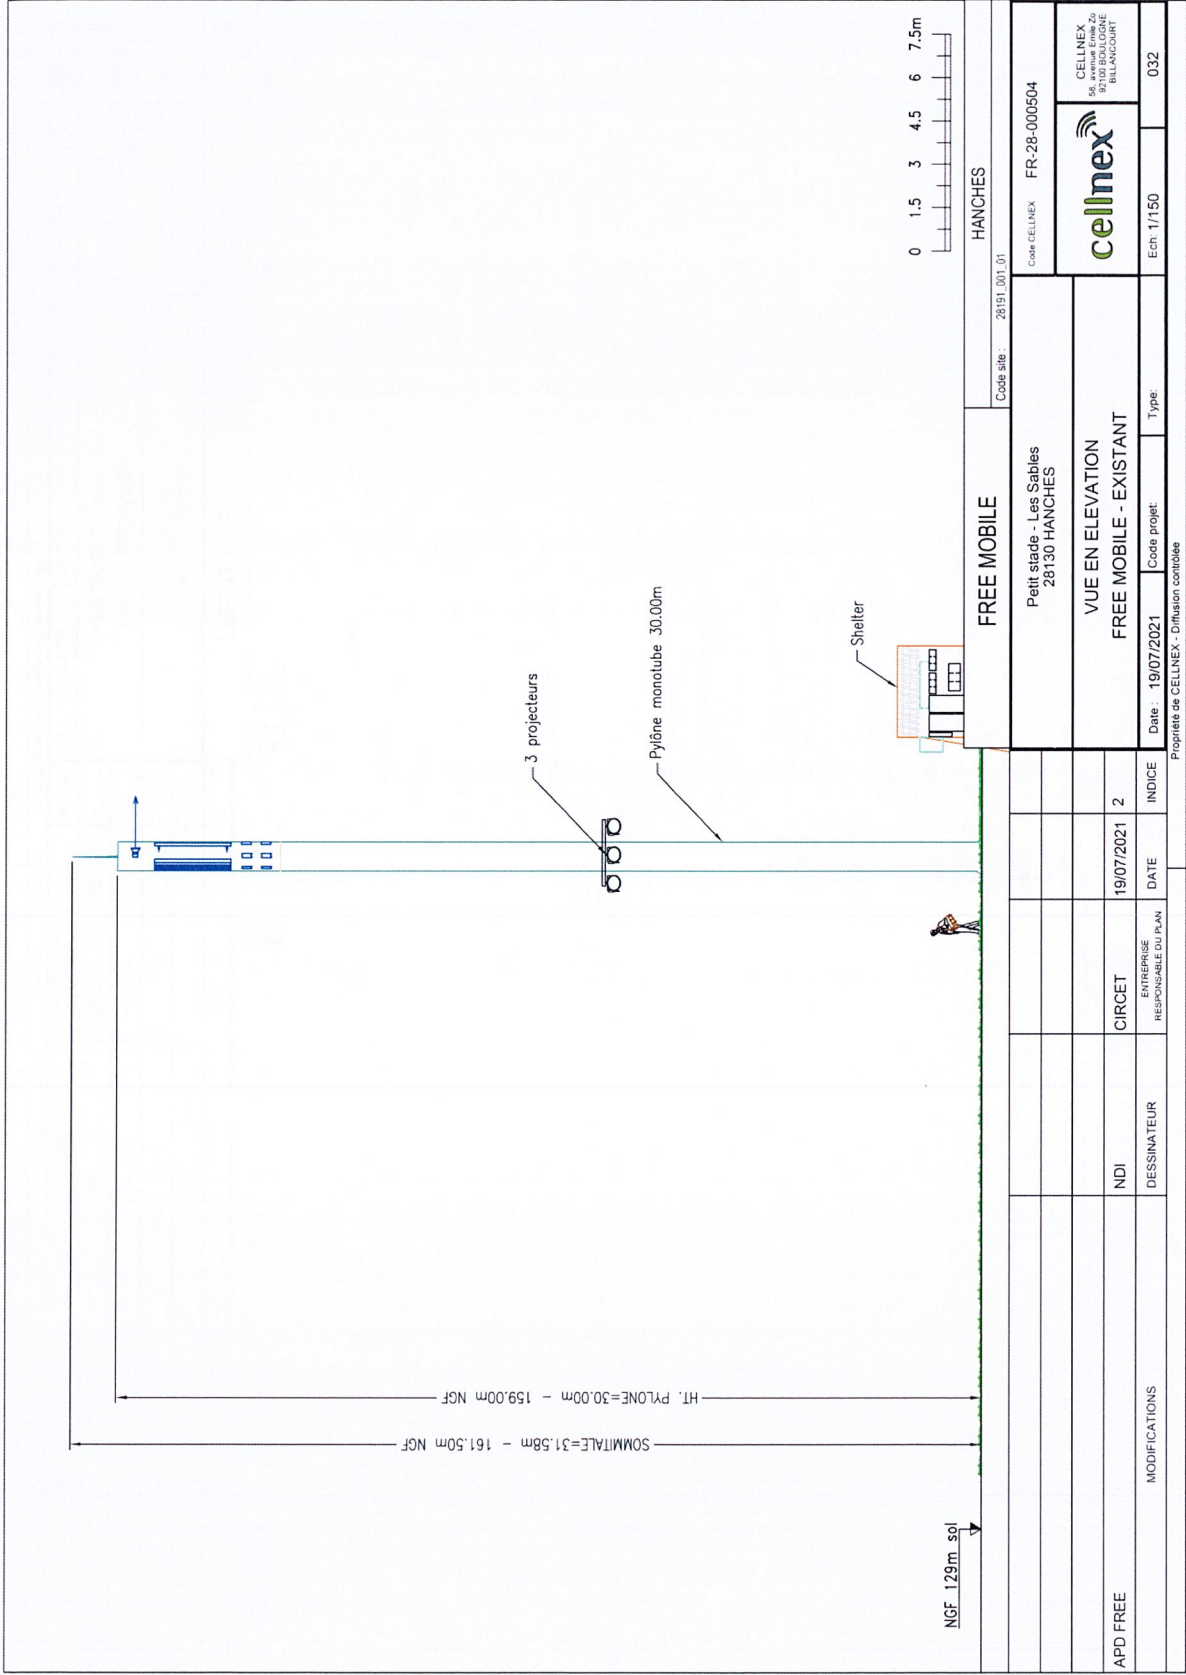 SOMMITALE=31.58m - 161.50m NGF
HT. PYLONE=30.00m - 159.00m NGF
NGF 129m sol
3 projecteurs
Pylône monotube 30.00m
Shelter
0 1.5 3 4.5 6 7.5m
FREE MOBILE
HANCHES
Code site : 28191_001_01
Petit stade - Les Sables
28130 HANCHES
Code CELLNEX FR-28-000504
VUE EN ELEVATION
FREE MOBILE - EXISTANT
cellnex
CELLNEX
58, avenue Emile Zo
92100 BOULOGNE
BILLANCOURT
APD FREE NDI CIRCET 19/07/2021 2
MODIFICATIONS DESSINATEUR ENTREPRISE
RESPONSABLE DU PLAN DATE INDICE
Date : 19/07/2021 Code projet: Type: Ech: 1/150 032
Propriété de CELLNEX - Diffusion contrôlée